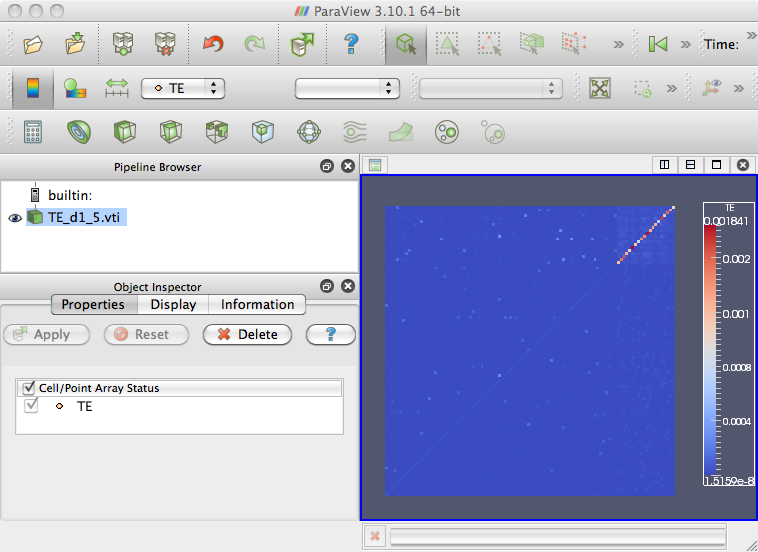 ParaView 3.10.1 64-bit
?
»
»
Time:
»
TE
»
»
Pipeline Browser
builtin:
TE_d1_5.vti
Object Inspector
Properties
Display
Information
Apply
Reset
Delete
?
Cell/Point Array Status
TE
TE
0.001841
0.002
0.001
0.0008
0.0004
1.5159e-8